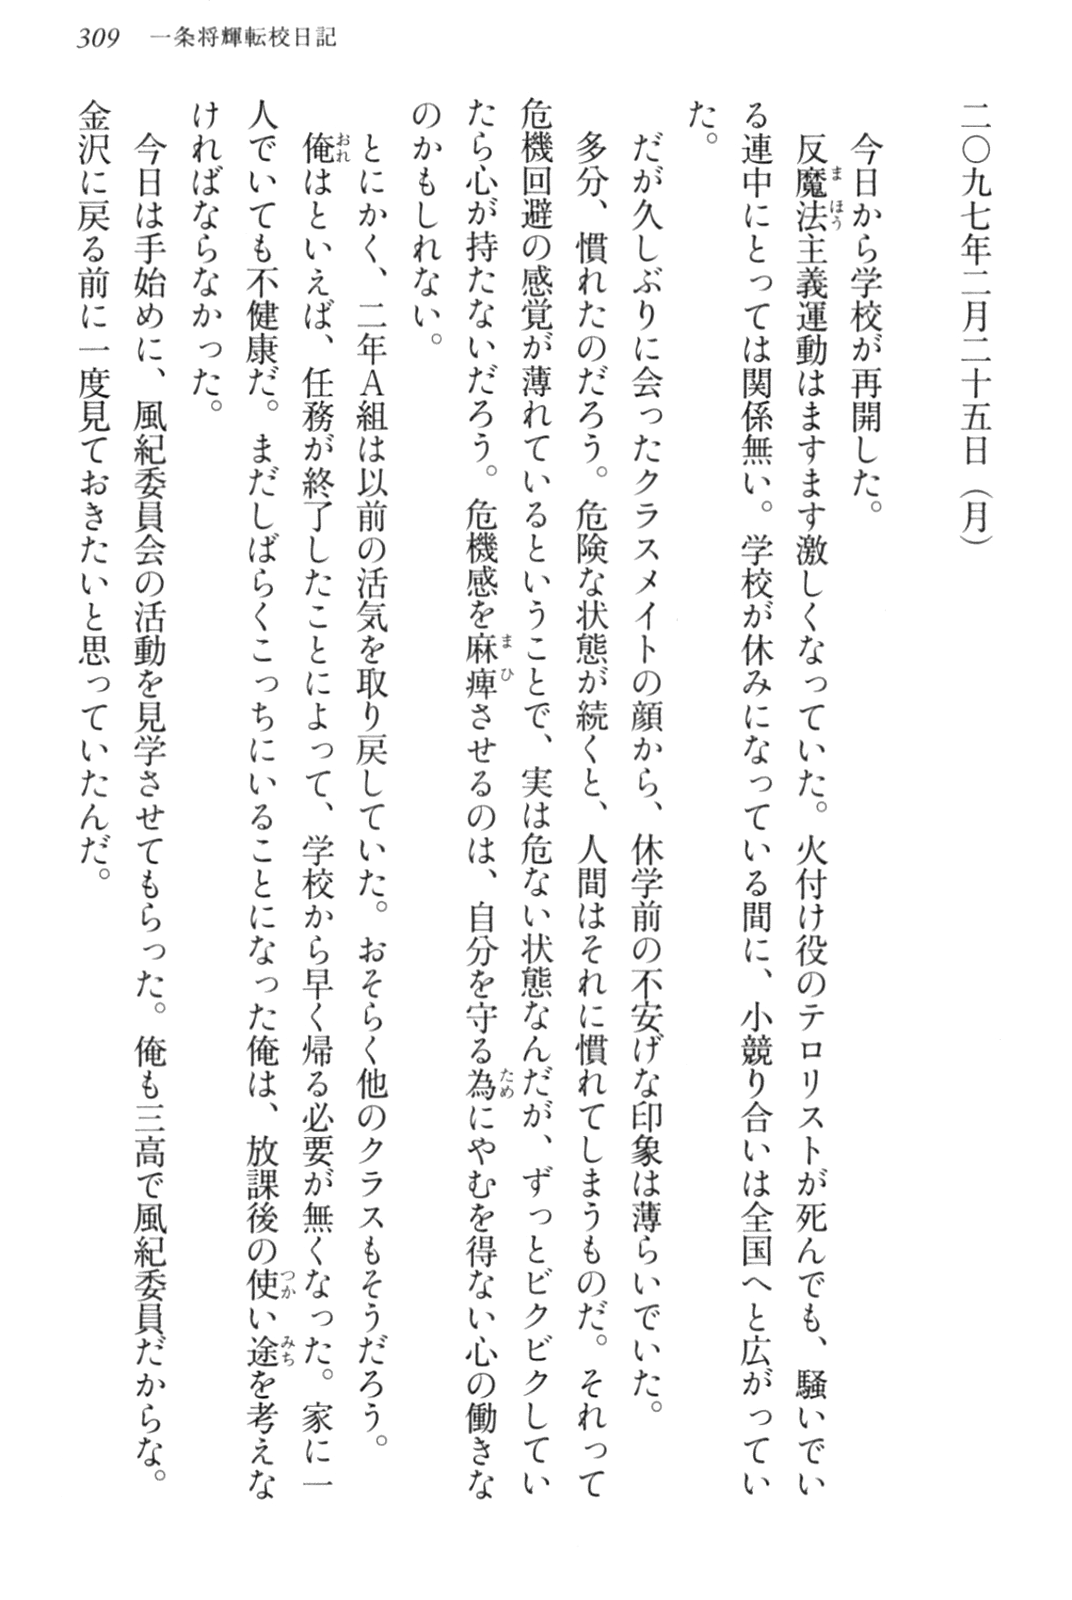 309 一条将輝転校日記
二〇九七年二月二十五日（月）
今日から学校が再開した。
反魔法主義運動はますます激しくなっていた。火付け役のテロリストが死んでも、騒いでい
る連中にとっては関係無い。学校が休みになっている間に、小競り合いは全国へと広がってい
た。
だが久しぶりに会ったクラスメイトの顔から、休学前の不安げな印象は薄らいでいた。
多分、慣れたのだろう。危険な状態が続くと、人間はそれに慣れてしまうものだ。それって
危機回避の感覚が薄れているということで、実は危ない状態なんだが、ずっとビクビクしてい
たら心が持たないだろう。危機感を麻痺させるのは、自分を守る為にやむを得ない心の働きな
のかもしれない。
とにかく、二年Ａ組は以前の活気を取り戻していた。おそらく他のクラスもそうだろう。
俺はといえば、任務が終了したことによって、学校から早く帰る必要が無くなった。家に一
人でいても不健康だ。まだしばらくこっちにいることになった俺は、放課後の使い途を考えな
ければならなかった。
今日は手始めに、風紀委員会の活動を見学させてもらった。俺も三高で風紀委員だからな。
金沢に戻る前に一度見ておきたいと思っていたんだ。